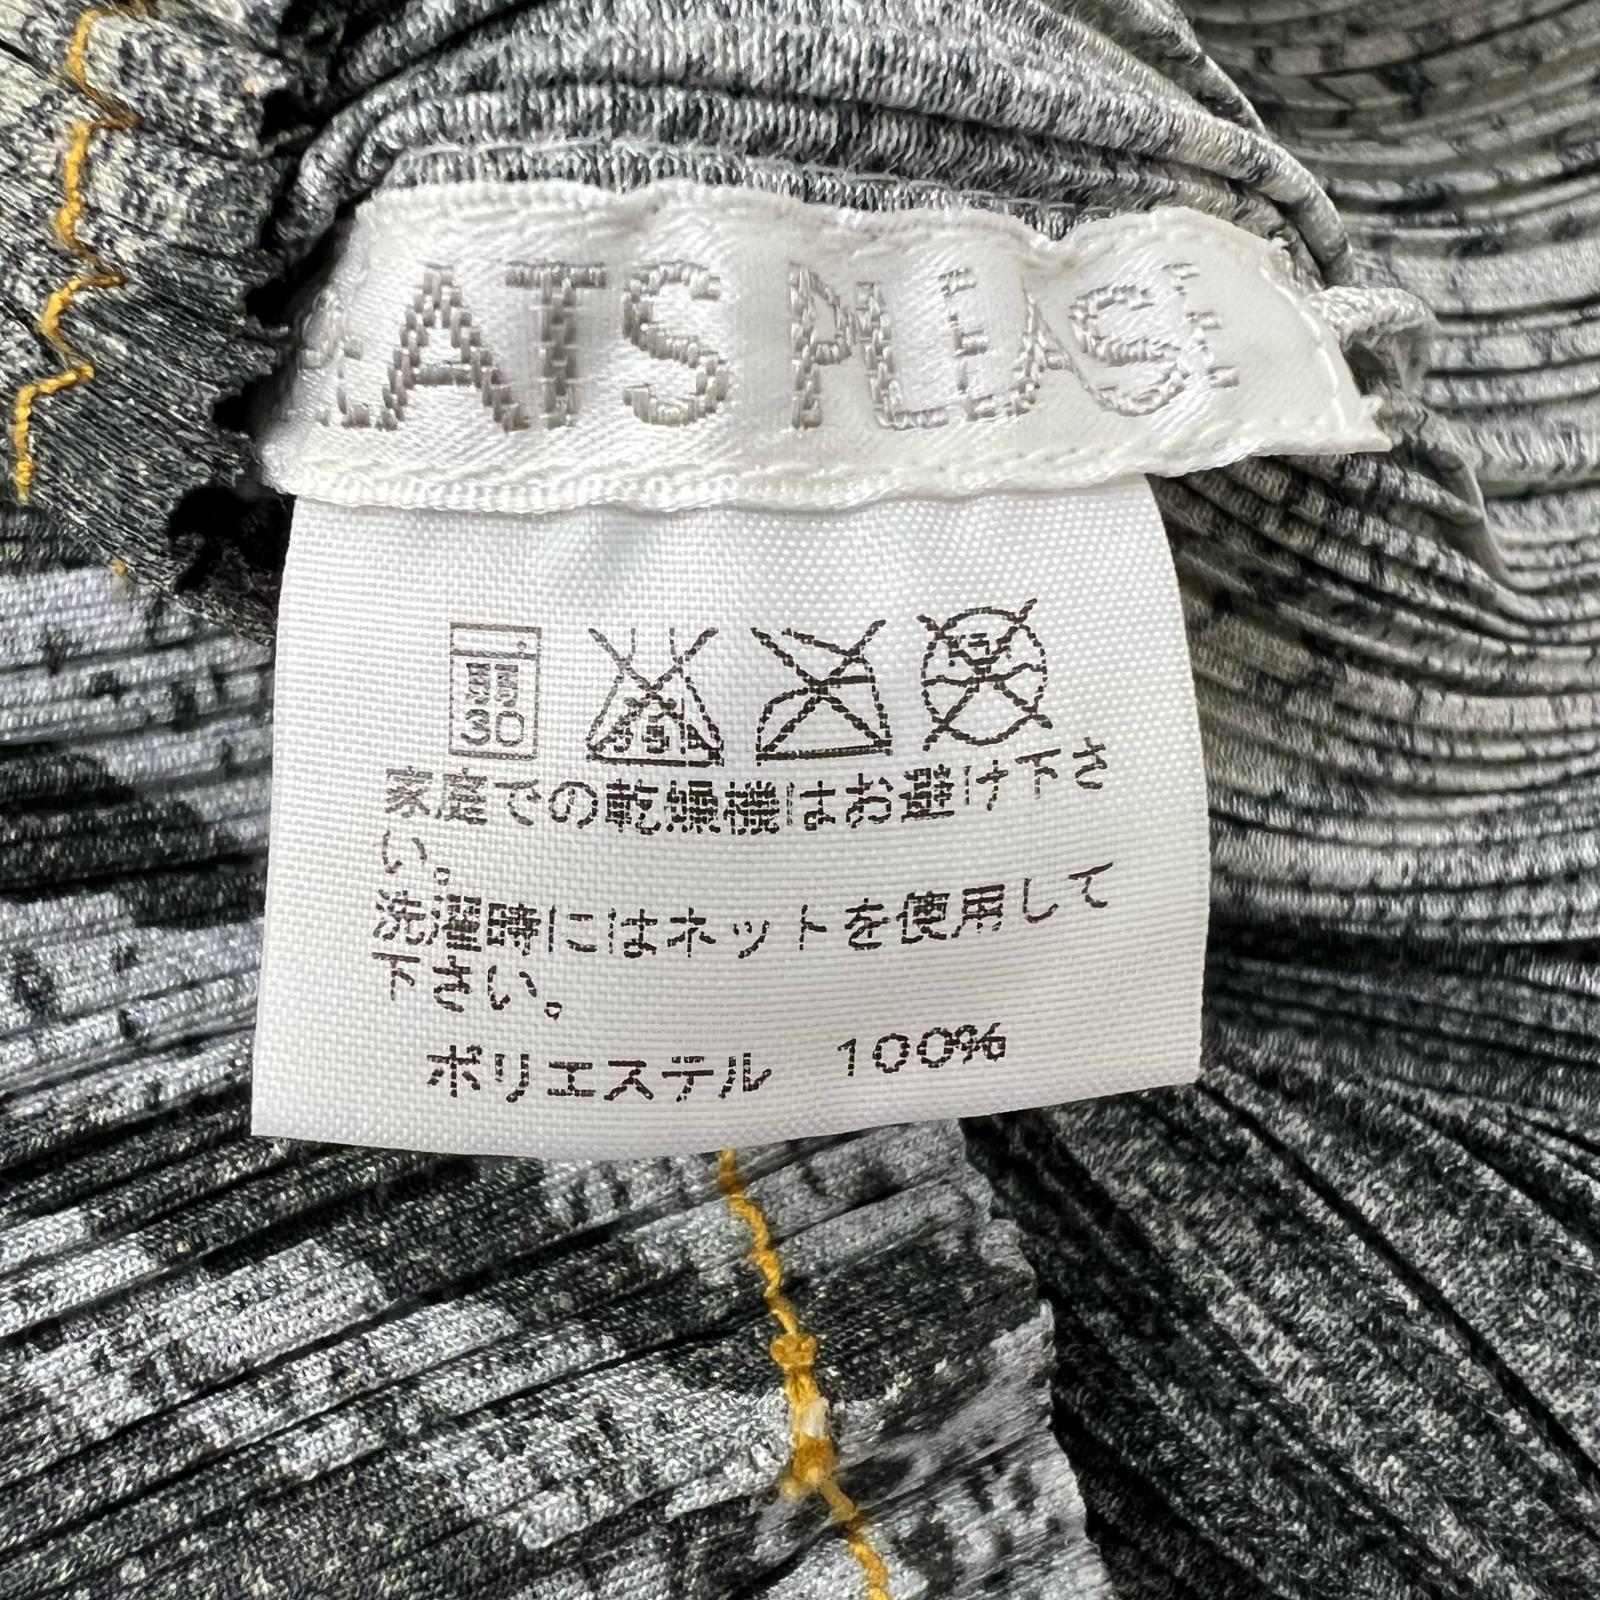 EATS PLUS
弱
30
家庭での乾燥機はお避け下さ
い。
洗濯時にはネットを使用して
下さい。
ポリエステル 100%